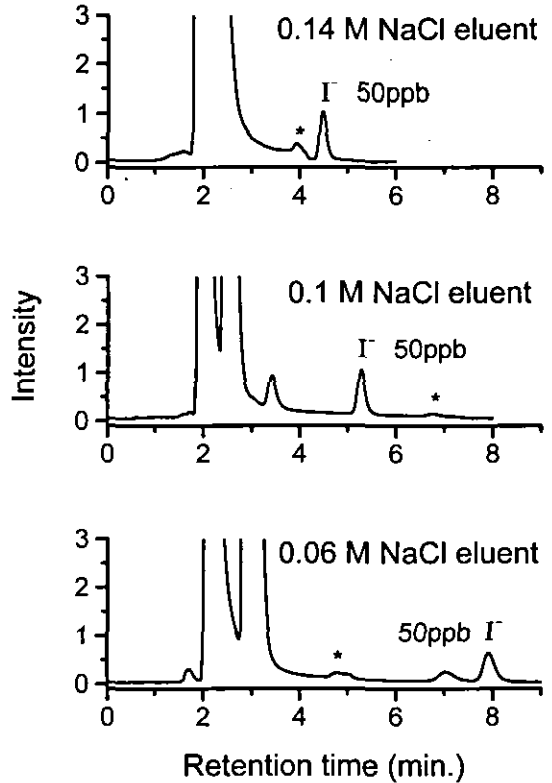 0.14 M NaCl eluent
I⁻ 50ppb
*
3
2
1
0
0 2 4 6 8
0.1 M NaCl eluent
I⁻ 50ppb
*
3
2
1
0
0 2 4 6 8
Intensity
0.06 M NaCl eluent
50ppb I⁻
*
3
2
1
0
0 2 4 6 8
Retention time (min.)